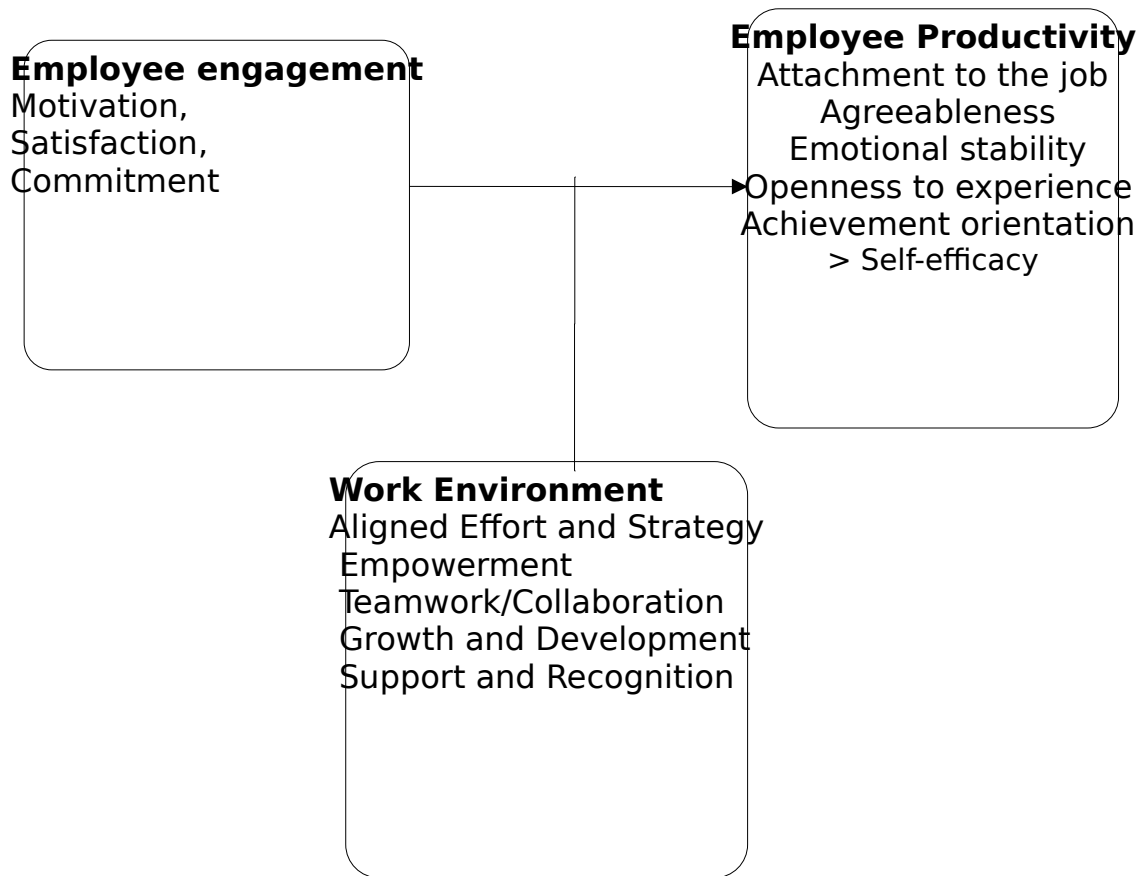 Employee engagement
Motivation,
Satisfaction,
Commitment
Employee Productivity
Attachment to the job
Agreeableness
Emotional stability
Openness to experience
Achievement orientation
> Self-efficacy
Work Environment
Aligned Effort and Strategy
Empowerment
Teamwork/Collaboration
Growth and Development
Support and Recognition